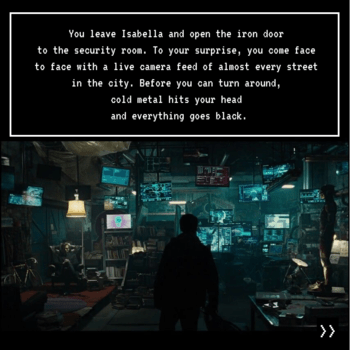 You leave Isabella and open the iron door
to the security room. To your surprise, you come face
to face with a live camera feed of almost every street
in the city. Before you can turn around,
cold metal hits your head
and everything goes black.